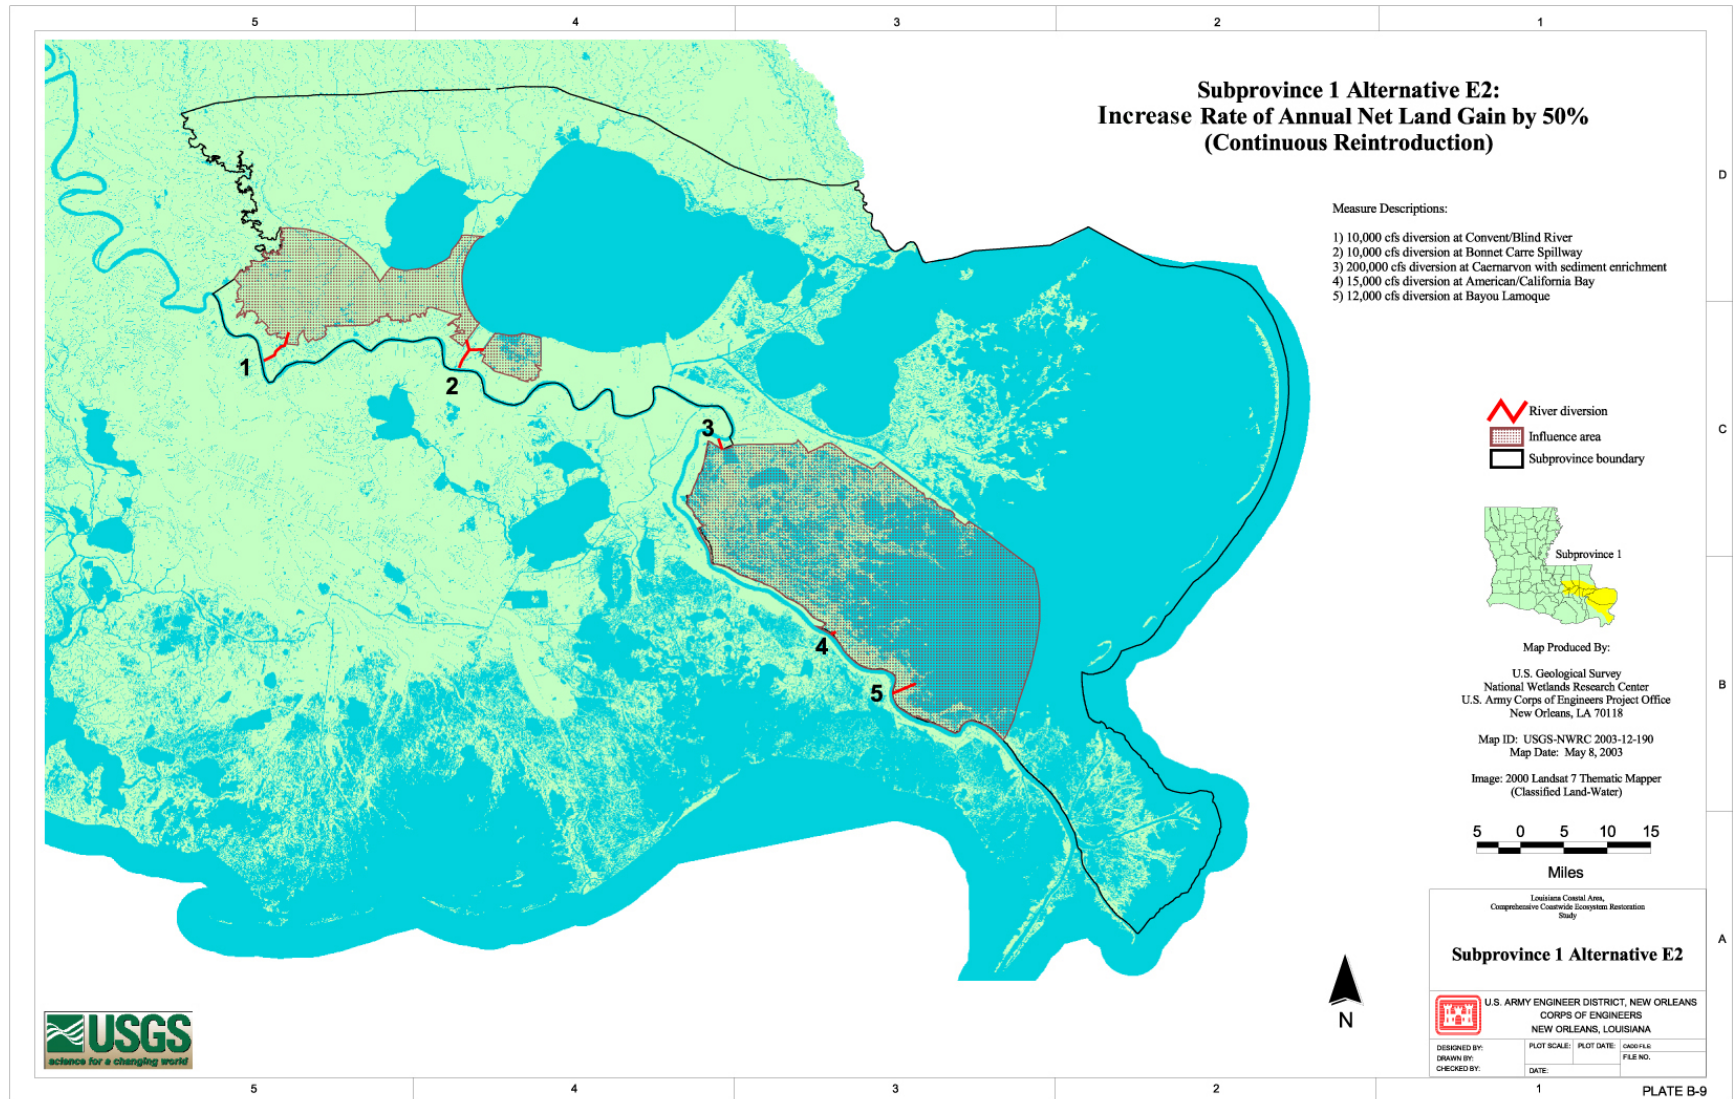 5 4 3 2 1
Subprovince 1 Alternative E2:
Increase Rate of Annual Net Land Gain by 50%
(Continuous Reintroduction)
D
Measure Descriptions:
1) 10,000 cfs diversion at Convent/Blind River
2) 10,000 cfs diversion at Bonnet Carre Spillway
3) 200,000 cfs diversion at Caernarvon with sediment enrichment
4) 15,000 cfs diversion at American/California Bay
5) 12,000 cfs diversion at Bayou Lamoque
1
2
3
4
5
River diversion
C
Influence area
Subprovince boundary
Subprovince 1
Map Produced By:
U.S. Geological Survey
National Wetlands Research Center
B
U.S. Army Corps of Engineers Project Office
New Orleans, LA 70118
Map ID: USGS-NWRC 2003-12-190
Map Date: May 8, 2003
Image: 2000 Landsat 7 Thematic Mapper
(Classified Land-Water)
5 0 5 10 15
Miles
Louisiana Coastal Area,
Comprehensive Coastwide Ecosystem Restoration
Study
A
Subprovince 1 Alternative E2
N
U.S. ARMY ENGINEER DISTRICT, NEW ORLEANS
CORPS OF ENGINEERS
NEW ORLEANS, LOUISIANA
DESIGNED BY:
DRAWN BY:
CHECKED BY:
PLOT SCALE:
PLOT DATE:
CADD FILE:
FILE NO.
DATE:
USGS
science for a changing world
5 4 3 2 1
PLATE B-9